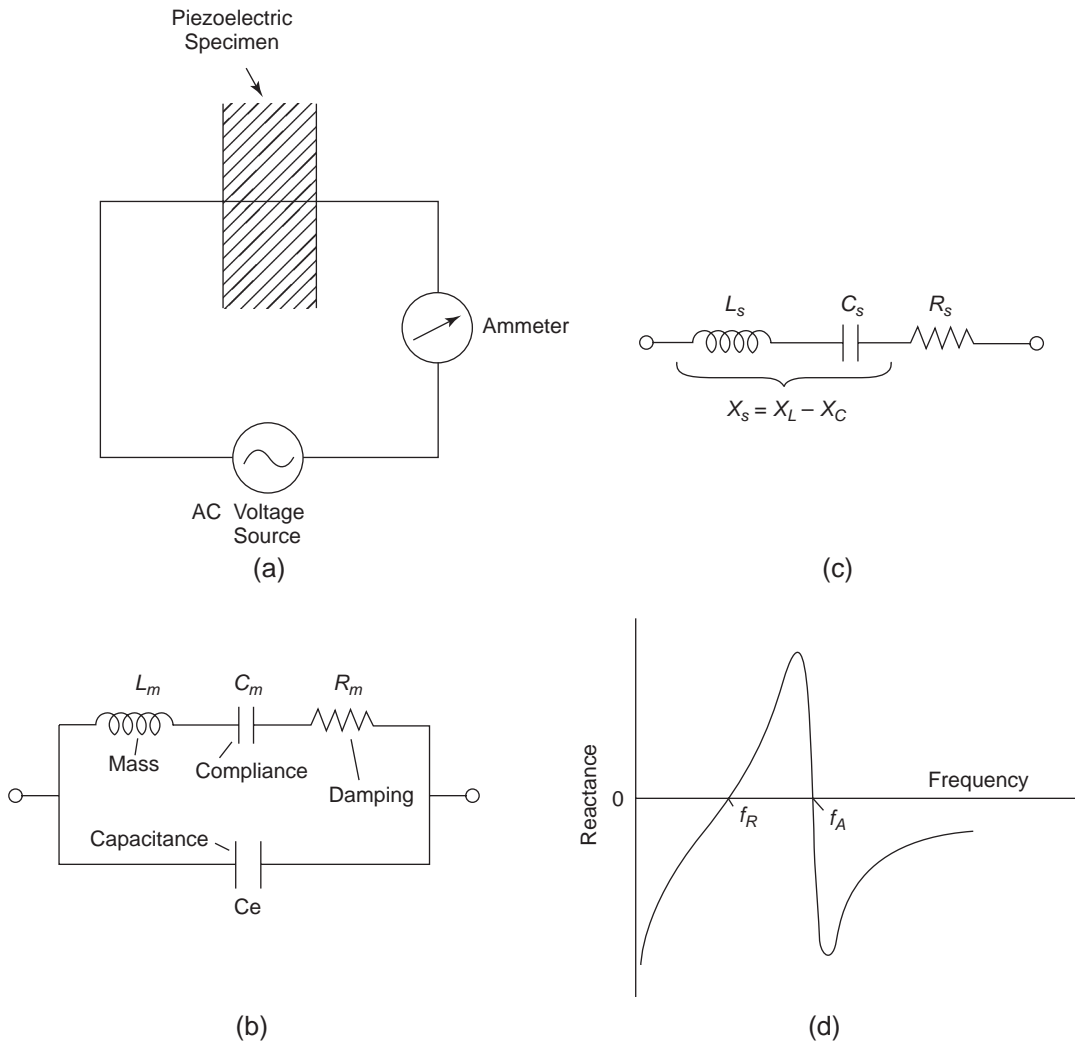 Piezoelectric
Specimen
Ammeter
AC Voltage
Source
(a)
L_s C_s R_s
X_s = X_L – X_C
(c)
L_m C_m R_m
Mass Compliance Damping
Capacitance
Ce
(b)
Reactance
0
Frequency
f_R f_A
(d)